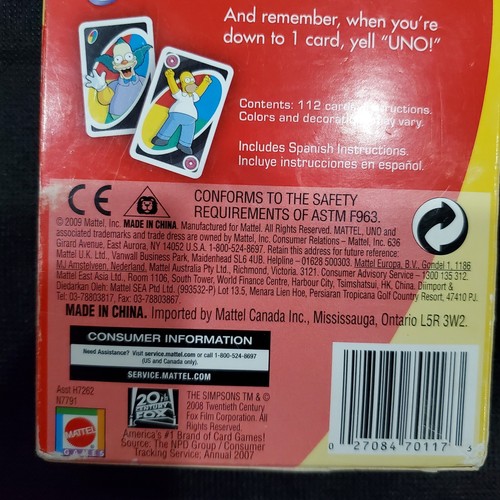 And remember, when you're
down to 1 card, yell "UNO!"
Contents: 112 cards
Colors and decorations may vary.
Includes Spanish Instructions.
Incluye instrucciones en español.
CE
CONFORMS TO THE SAFETY
REQUIREMENTS OF ASTM F963.
© 2009 Mattel, Inc. MADE IN CHINA. Manufactured for Mattel. All Rights Reserved. MATTEL, UNO and
associated trademarks and trade dress are owned by Mattel, Inc. Consumer Relations – Mattel, Inc. 636
Girard Avenue, East Aurora, NY 14052 U.S.A. 1-800-524-8697. Retain this address for future reference:
Mattel U.K. Ltd., Vanwall Business Park, Maidenhead SL6 4UB. Helpline – 01628 500303. Mattel Europa, B.V., Gondel 1, 1186
MJ Amstelveen, Nederland. Mattel Australia Pty Ltd., Richmond, Victoria. 3121. Consumer Advisory Service – 1300 135 312.
Mattel East Asia Ltd., Room 1106, South Tower, World Finance Centre, Harbour City, Tsimshatsui, HK, China. Diimport &
Diedarkan Oleh: Mattel SEA Ptd Ltd. (993532-P) Lot 13.5, Menara Lien Hoe, Persiaran Tropicana Golf Country Resort, 47410 PJ.
Tel: 03-78803817, Fax: 03-78803867.
MADE IN CHINA. Imported by Mattel Canada Inc., Mississauga, Ontario L5R 3W2.
CONSUMER INFORMATION
Need Assistance? Visit service.mattel.com or call 1-800-524-8697
(US and Canada only).
SERVICE.MATTEL.COM
Asst H7262
N7791
MATTEL
GAMES
20th
CENTURY
FOX
THE SIMPSONS TM & ©
2008 Twentieth Century
Fox Film Corporation. All
Rights Reserved.
America's #1 Brand of Card Games!
Source: The NPD Group / Consumer
Tracking Service; Annual 2007
0 27084 70117 3